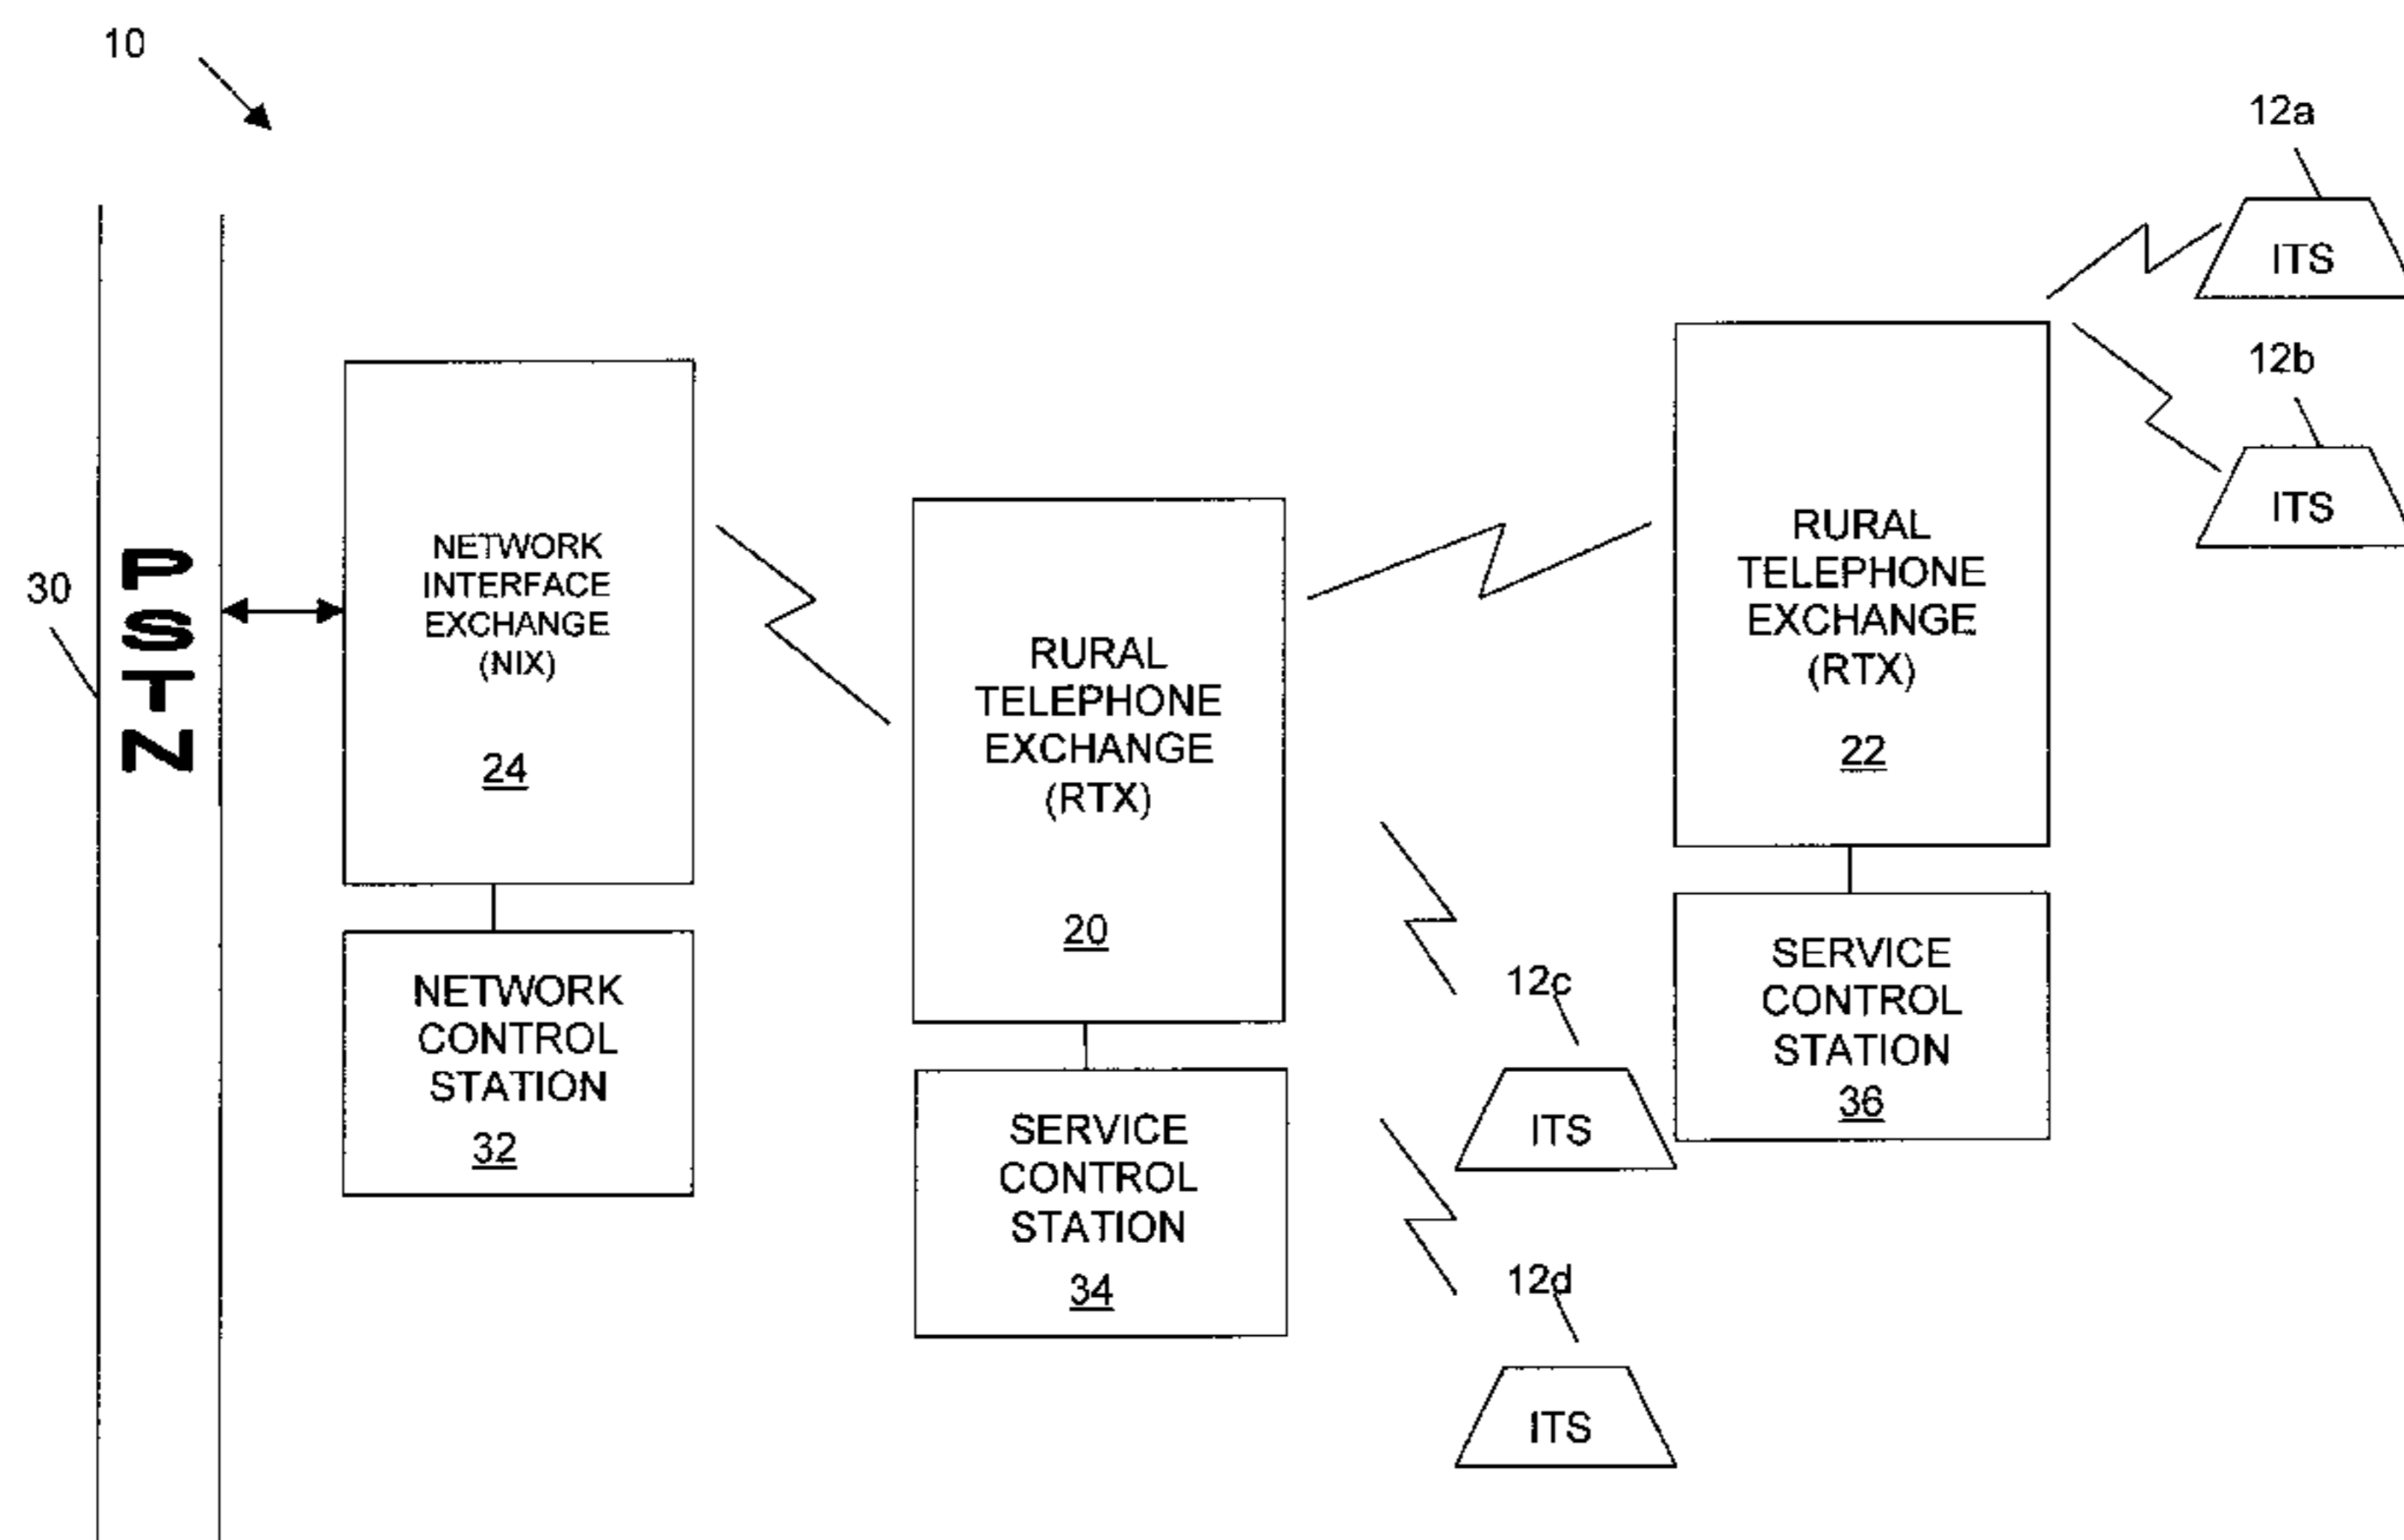 10
30
PSTN
NETWORK
INTERFACE
EXCHANGE
(NIX)
24
NETWORK
CONTROL
STATION
32
RURAL
TELEPHONE
EXCHANGE
(RTX)
20
SERVICE
CONTROL
STATION
34
RURAL
TELEPHONE
EXCHANGE
(RTX)
22
SERVICE
CONTROL
STATION
36
12a
ITS
12b
ITS
12c
ITS
12d
ITS